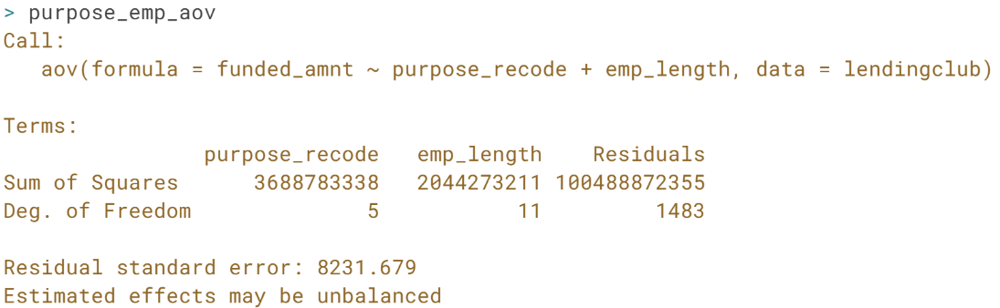 > purpose_emp_aov
Call:
   aov(formula = funded_amnt ~ purpose_recode + emp_length, data = lendingclub)

Terms:
                purpose_recode   emp_length    Residuals
Sum of Squares      3688783338   2044273211 100488872355
Deg. of Freedom              5           11         1483

Residual standard error: 8231.679
Estimated effects may be unbalanced